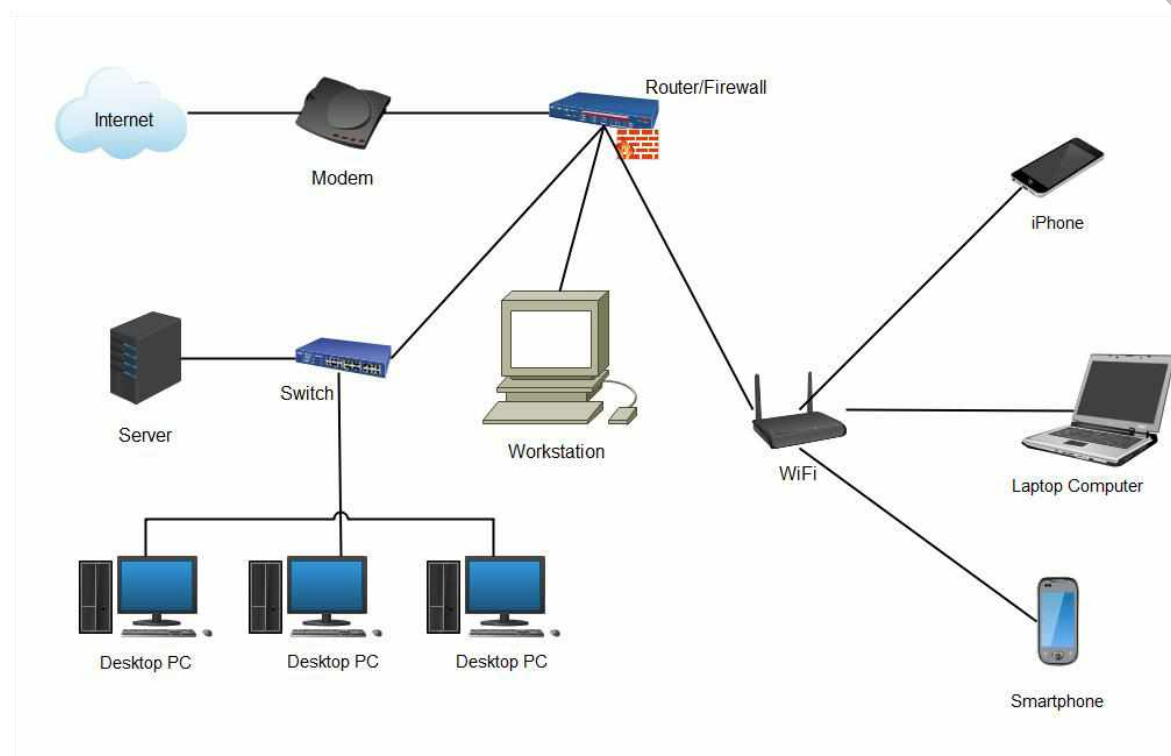 Internet
Modem
Router/Firewall
iPhone
Server
Switch
Workstation
WiFi
Laptop Computer
Desktop PC
Desktop PC
Desktop PC
Smartphone